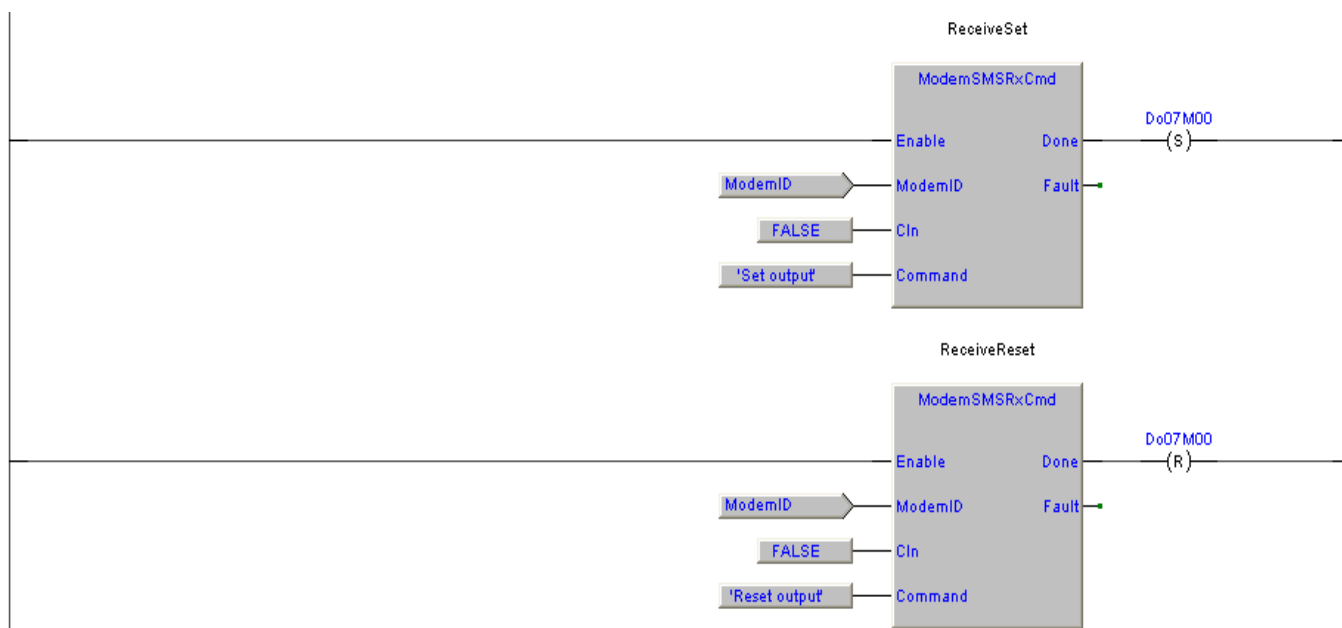 ReceiveSet
ModemSMSRxCmd
Do07M00
Enable Done (S)
ModemID ModemID Fault
FALSE CIn
'Set output' Command
ReceiveReset
ModemSMSRxCmd
Do07M00
Enable Done (R)
ModemID ModemID Fault
FALSE CIn
'Reset output' Command